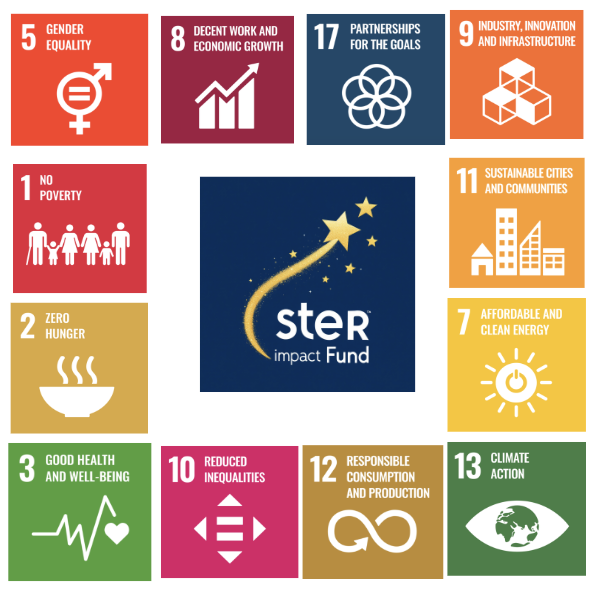 5 GENDER
EQUALITY
8 DECENT WORK AND
ECONOMIC GROWTH
17 PARTNERSHIPS
FOR THE GOALS
9 INDUSTRY, INNOVATION
AND INFRASTRUCTURE
1 NO
POVERTY
11 SUSTAINABLE CITIES
AND COMMUNITIES
steR
impact Fund
2 ZERO
HUNGER
7 AFFORDABLE AND
CLEAN ENERGY
3 GOOD HEALTH
AND WELL-BEING
10 REDUCED
INEQUALITIES
12 RESPONSIBLE
CONSUMPTION
AND PRODUCTION
13 CLIMATE
ACTION